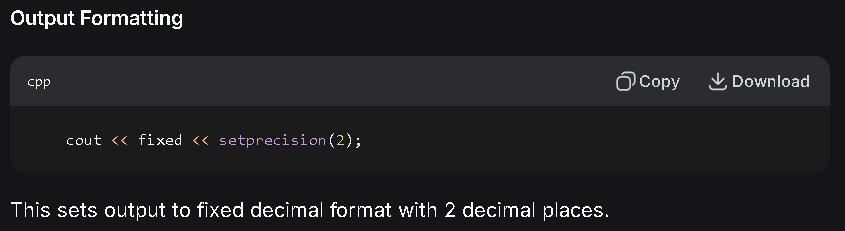 Output Formatting
cpp
Copy
Download
cout << fixed << setprecision(2);
This sets output to fixed decimal format with 2 decimal places.